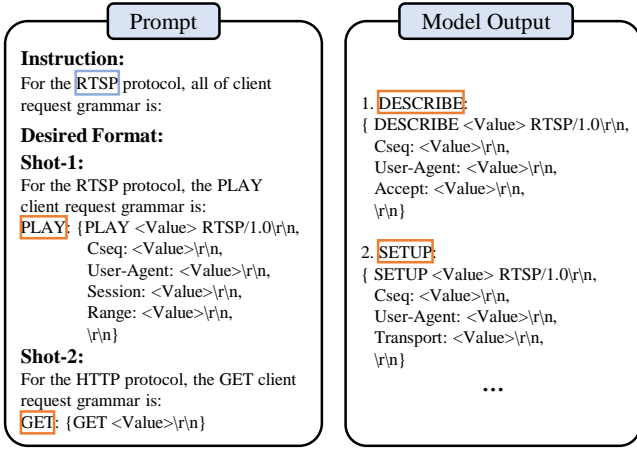 Prompt
Instruction:
For the RTSP protocol, all of client
request grammar is:
Desired Format:
Shot-1:
For the RTSP protocol, the PLAY
client request grammar is:
PLAY: {PLAY <Value> RTSP/1.0\r\n,
Cseq: <Value>\r\n,
User-Agent: <Value>\r\n,
Session: <Value>\r\n,
Range: <Value>\r\n,
\r\n}
Shot-2:
For the HTTP protocol, the GET client
request grammar is:
GET: {GET <Value>\r\n}
Model Output
1. DESCRIBE:
{ DESCRIBE <Value> RTSP/1.0\r\n,
Cseq: <Value>\r\n,
User-Agent: <Value>\r\n,
Accept: <Value>\r\n,
\r\n}
2. SETUP:
{ SETUP <Value> RTSP/1.0\r\n,
Cseq: <Value>\r\n,
User-Agent: <Value>\r\n,
Transport: <Value>\r\n,
\r\n}
...